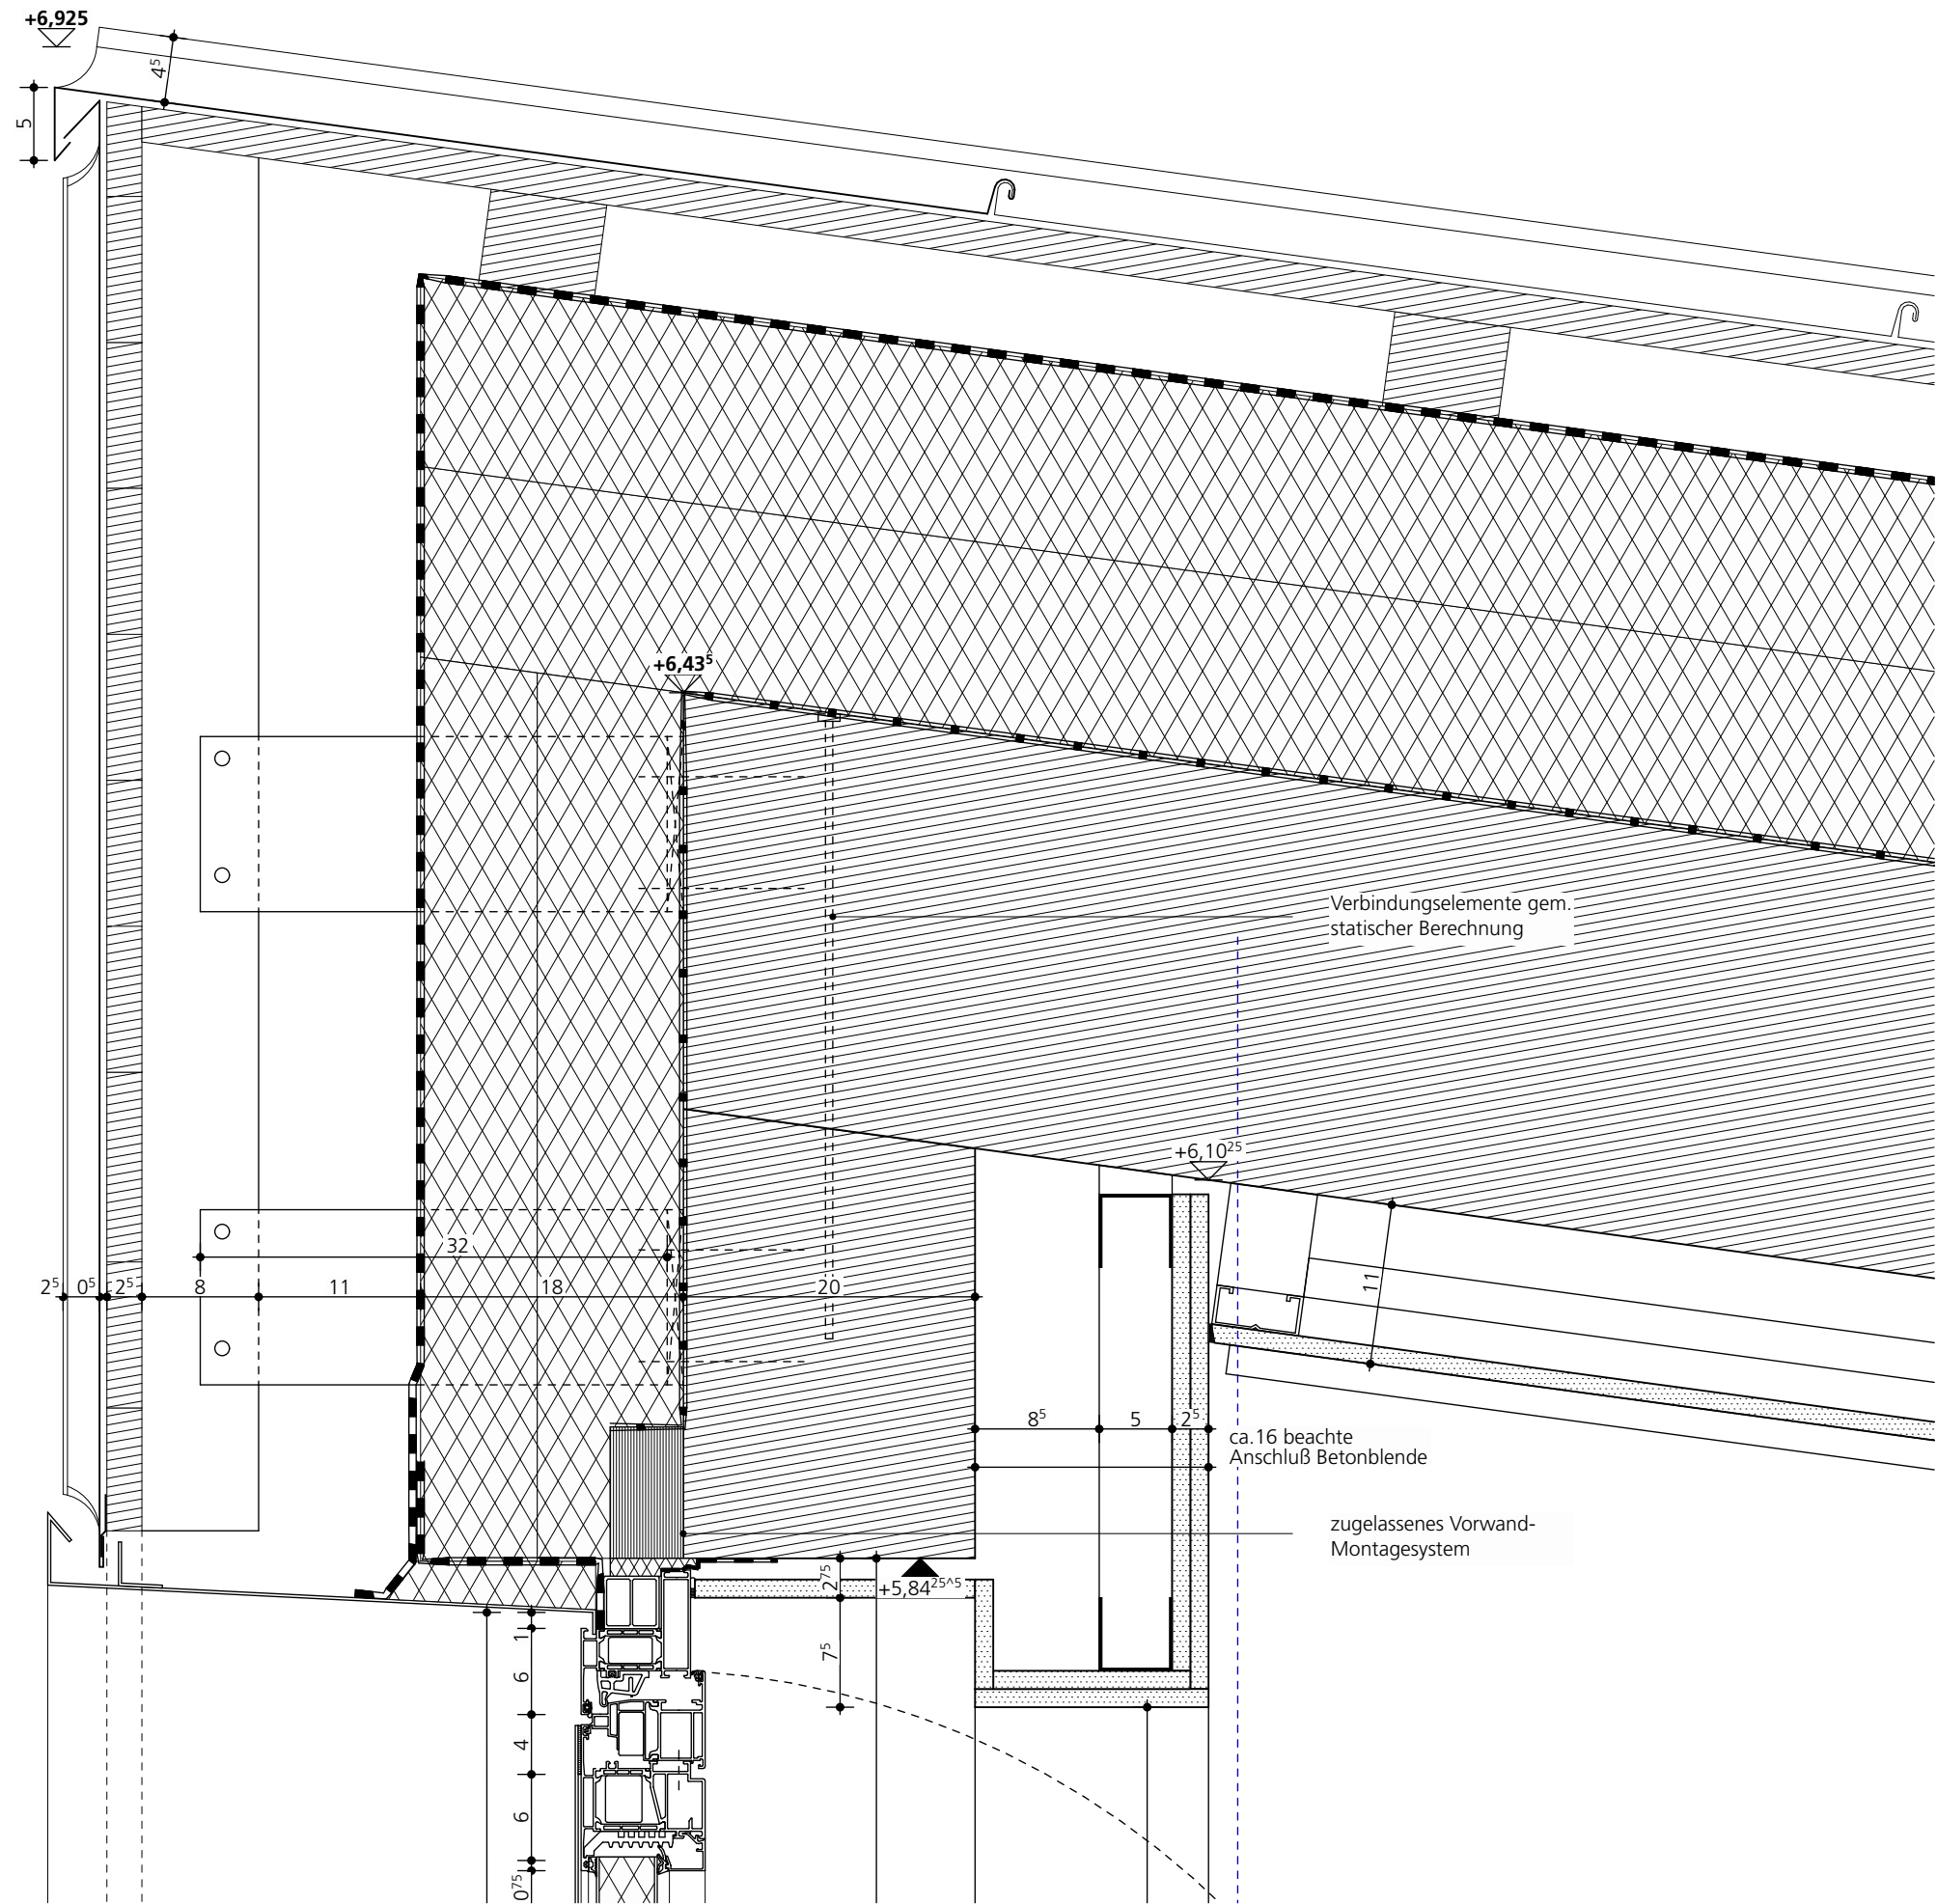 +6,925
4⁵
5
+6,43⁵
Verbindungselemente gem.
statischer Berechnung
+6,10²⁵
32
2⁵ 0⁵ 2⁵ 8 11 18 20
11
8⁵ 5 2⁵
ca.16 beachte
Anschluß Betonblende
zugelassenes Vorwand-
Montagesystem
2⁷⁵
+5,84²⁵^⁵
1
7⁵
6
4
6
0⁷⁵